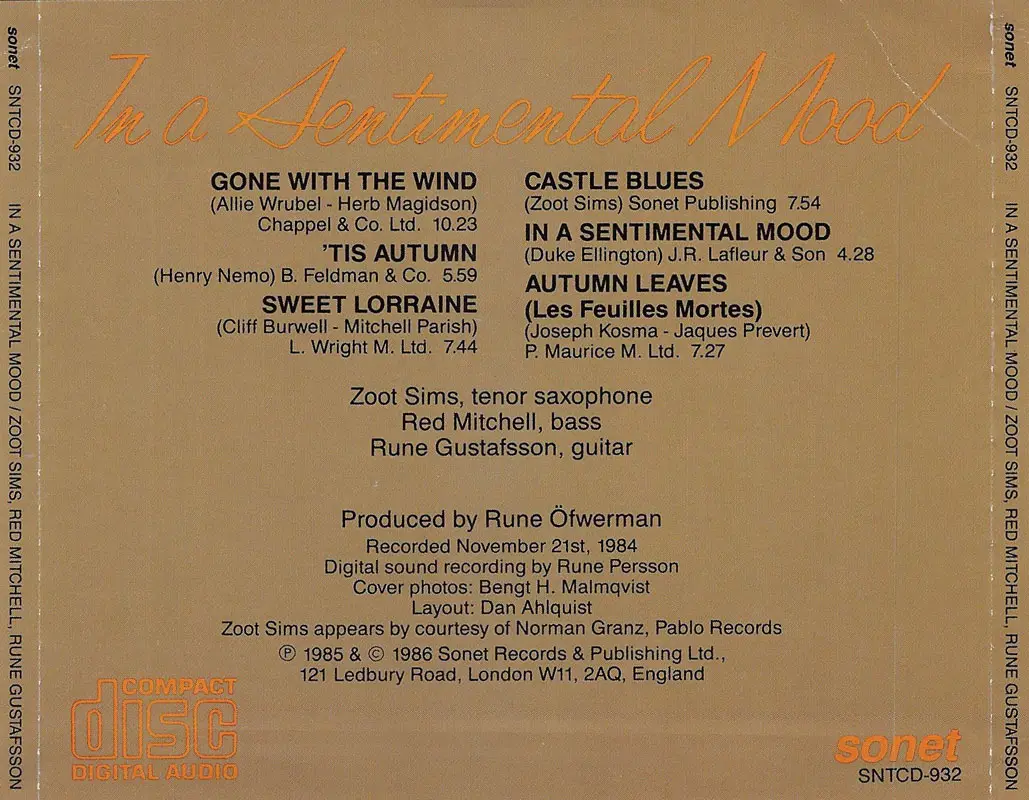 sonet SNTCD-932 IN A SENTIMENTAL MOOD / ZOOT SIMS, RED MITCHELL, RUNE GUSTAFSSON
In a Sentimental Mood
GONE WITH THE WIND
(Allie Wrubel - Herb Magidson)
Chappel & Co. Ltd. 10.23
'TIS AUTUMN
(Henry Nemo) B. Feldman & Co. 5.59
SWEET LORRAINE
(Cliff Burwell - Mitchell Parish)
L. Wright M. Ltd. 7.44
CASTLE BLUES
(Zoot Sims) Sonet Publishing 7.54
IN A SENTIMENTAL MOOD
(Duke Ellington) J.R. Lafleur & Son 4.28
AUTUMN LEAVES
(Les Feuilles Mortes)
(Joseph Kosma - Jaques Prevert)
P. Maurice M. Ltd. 7.27
Zoot Sims, tenor saxophone
Red Mitchell, bass
Rune Gustafsson, guitar
Produced by Rune Öfwerman
Recorded November 21st, 1984
Digital sound recording by Rune Persson
Cover photos: Bengt H. Malmqvist
Layout: Dan Ahlquist
Zoot Sims appears by courtesy of Norman Granz, Pablo Records
℗ 1985 & © 1986 Sonet Records & Publishing Ltd.,
121 Ledbury Road, London W11, 2AQ, England
COMPACT
disc
DIGITAL AUDIO
sonet
SNTCD-932
sonet SNTCD-932 IN A SENTIMENTAL MOOD / ZOOT SIMS, RED MITCHELL, RUNE GUSTAFSSON